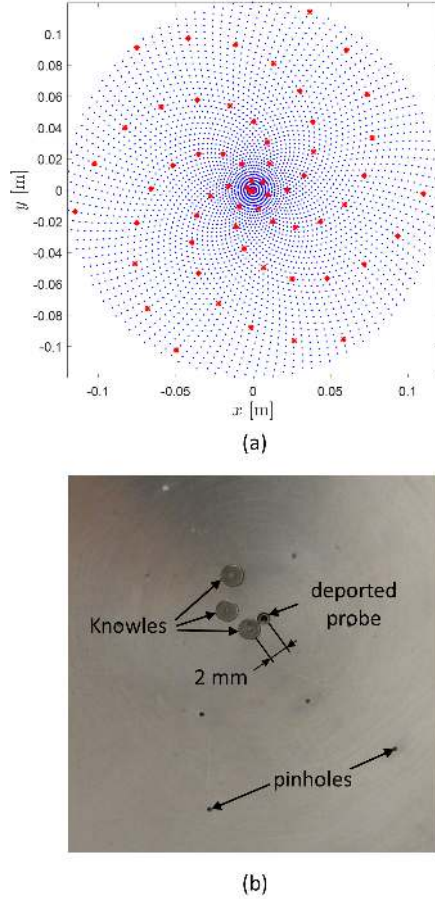 0.1
0.08
0.06
0.04
0.02
0
-0.02
-0.04
-0.06
-0.08
-0.1
y [m]
-0.1
-0.05
0
0.05
0.1
x [m]
(a)
Knowles
deported
probe
2 mm
pinholes
(b)